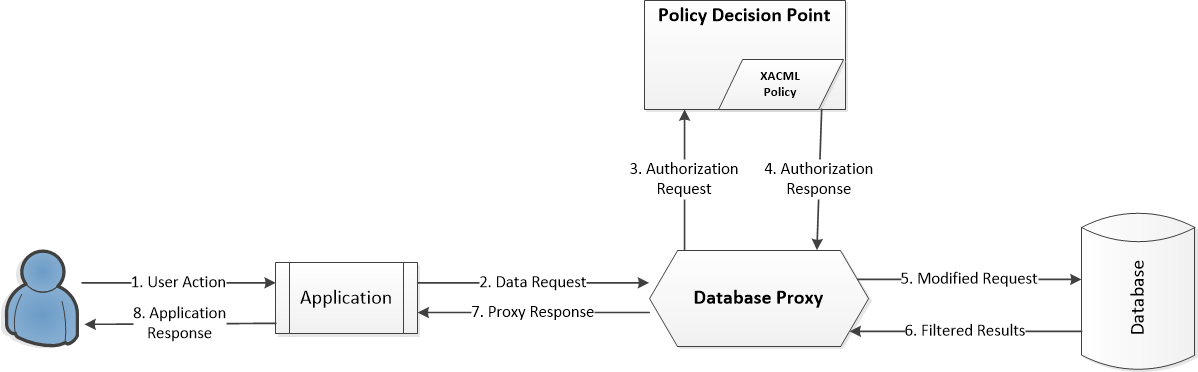 Policy Decision Point
XACML
Policy
3. Authorization
Request
4. Authorization
Response
1. User Action
Application
2. Data Request
Database Proxy
5. Modified Request
Database
8. Application
Response
7. Proxy Response
6. Filtered Results